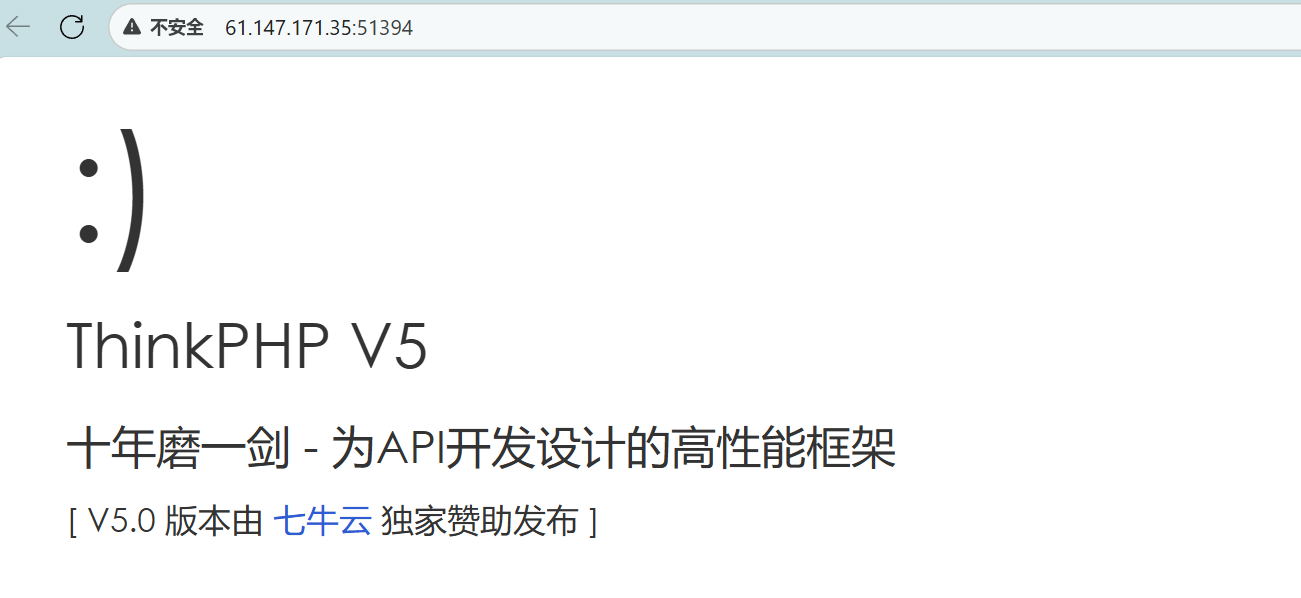 不安全 61.147.171.35:51394
:)
ThinkPHP V5
十年磨一剑 - 为API开发设计的高性能框架
[ V5.0 版本由 七牛云 独家赞助发布 ]